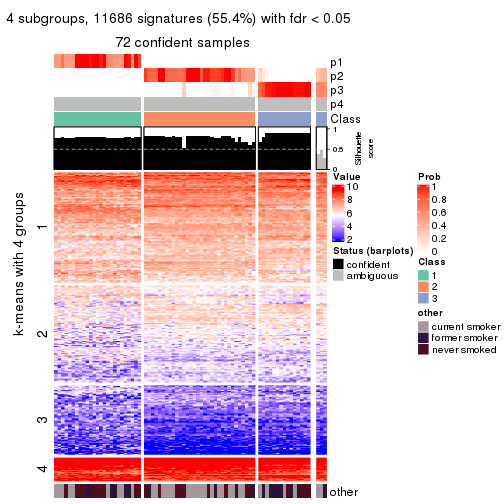 4 subgroups, 11686 signatures (55.4%) with fdr < 0.05
72 confident samples
p1
p2
p3
p4
Class
1
0.5
0
Silhouette
score
k-means with 4 groups
1
2
3
4
other
Value
10
8
6
4
2
Status (barplots)
confident
ambiguous
Prob
1
0.8
0.6
0.4
0.2
0
Class
1
2
3
other
current smoker
former smoker
never smoked